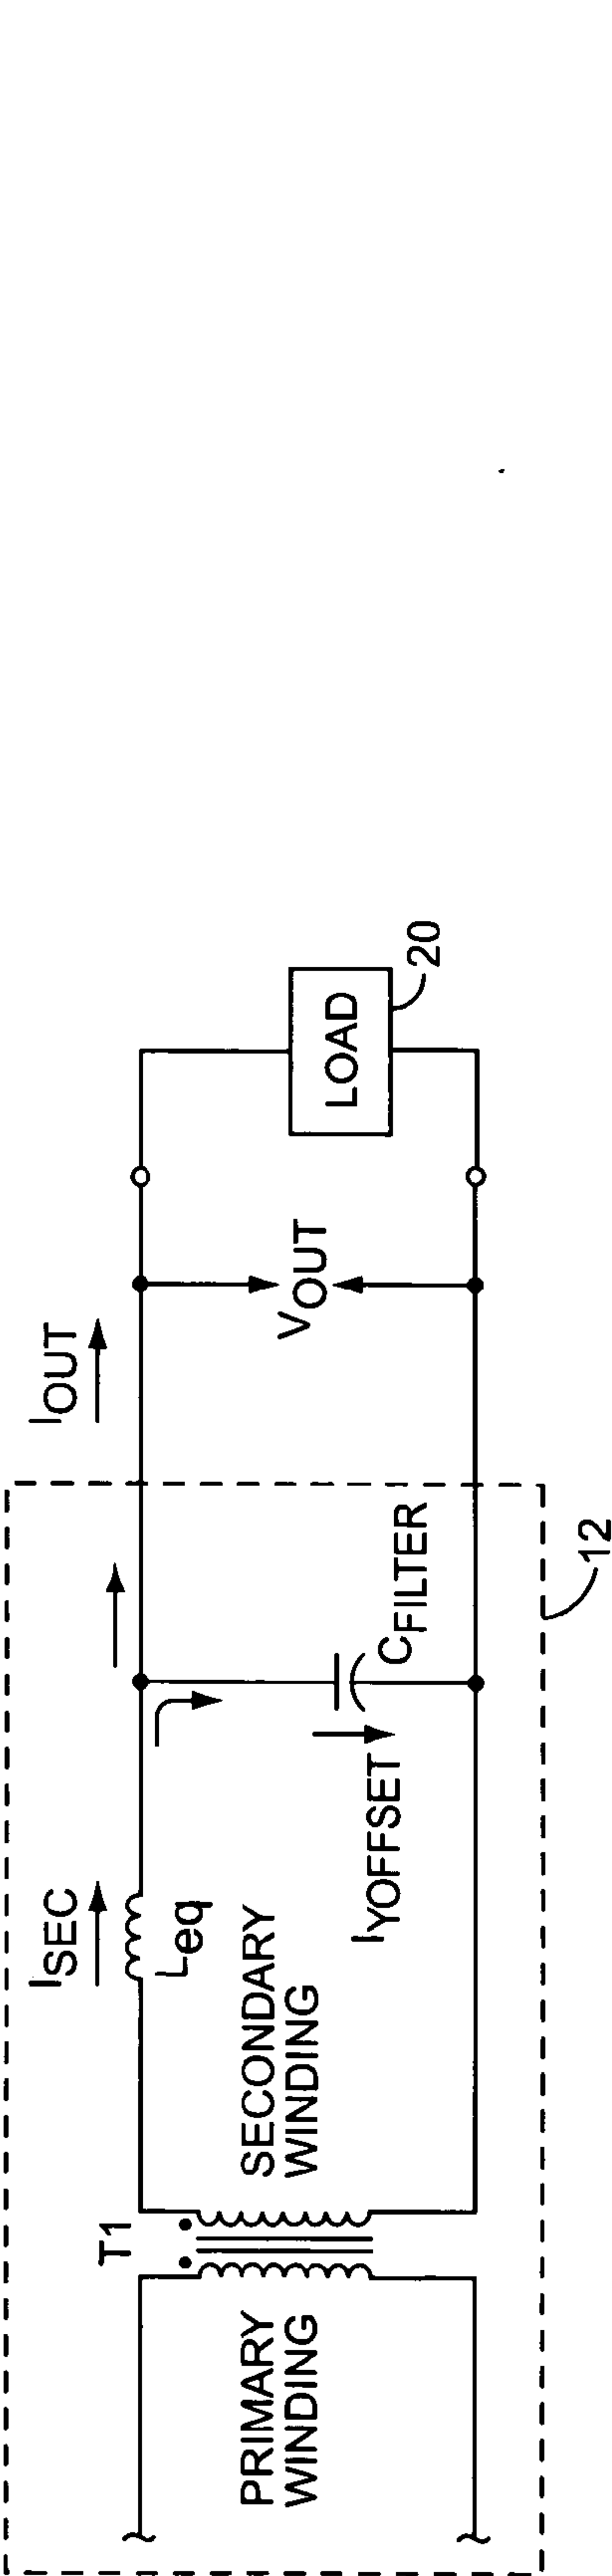 T1
PRIMARY
WINDING
SECONDARY
WINDING
ISEC
Leq
IYOFFSET
CFILTER
12
IOUT
VOUT
LOAD
20